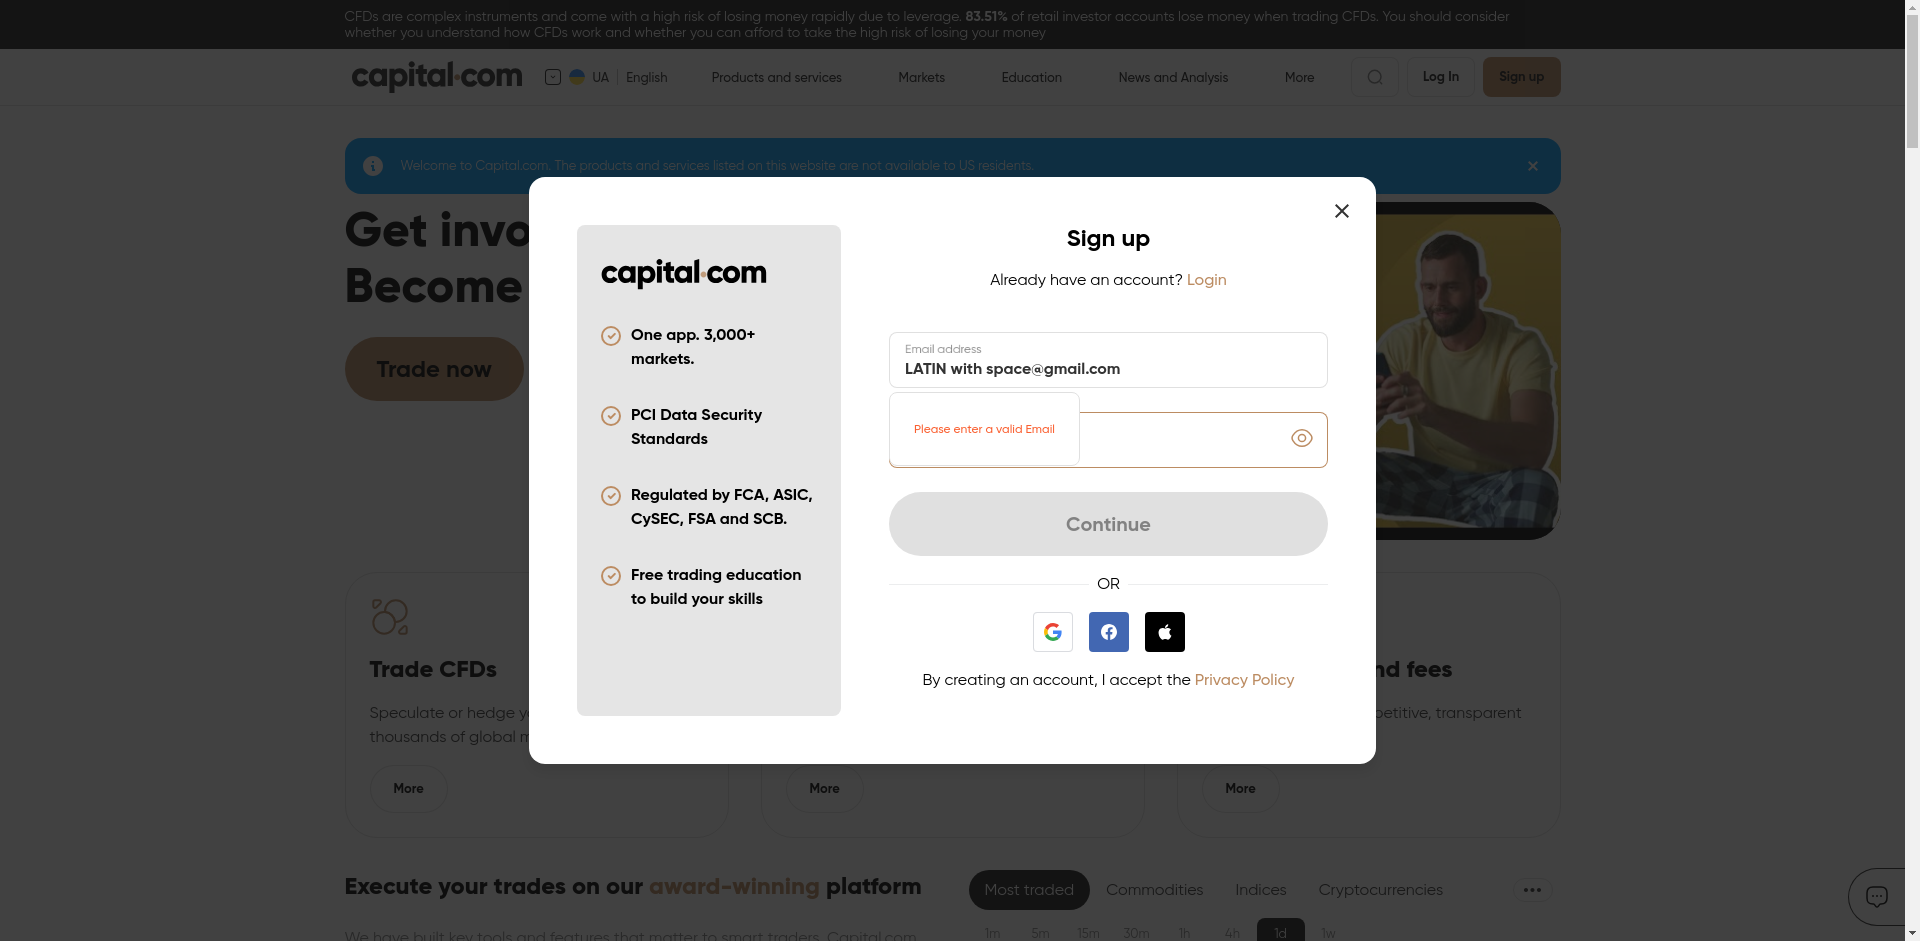 CFDs are complex instruments and come with a high risk of losing money rapidly due to leverage. 83.51% of retail investor accounts lose money when trading CFDs. You should consider
whether you understand how CFDs work and whether you can afford to take the high risk of losing your money
capital.com UA English Products and services Markets Education News and Analysis More Log In Sign up
Welcome to Capital.com. The products and services listed on this website are not available to US residents.
Get invo
Become
Trade now
capital.com
One app. 3,000+
markets.
PCI Data Security
Standards
Regulated by FCA, ASIC,
CySEC, FSA and SCB.
Free trading education
to build your skills
Sign up
Already have an account? Login
Email address
LATIN with space@gmail.com
Please enter a valid Email
Continue
OR
By creating an account, I accept the Privacy Policy
Trade CFDs
Speculate or hedge
thousands of global
More
More
nd fees
petitive, transparent
More
Execute your trades on our award-winning platform
We have built key tools and features that matter to smart traders. Capital.com
Most traded Commodities Indices Cryptocurrencies
1m 5m 15m 30m 1h 4h 1d 1w